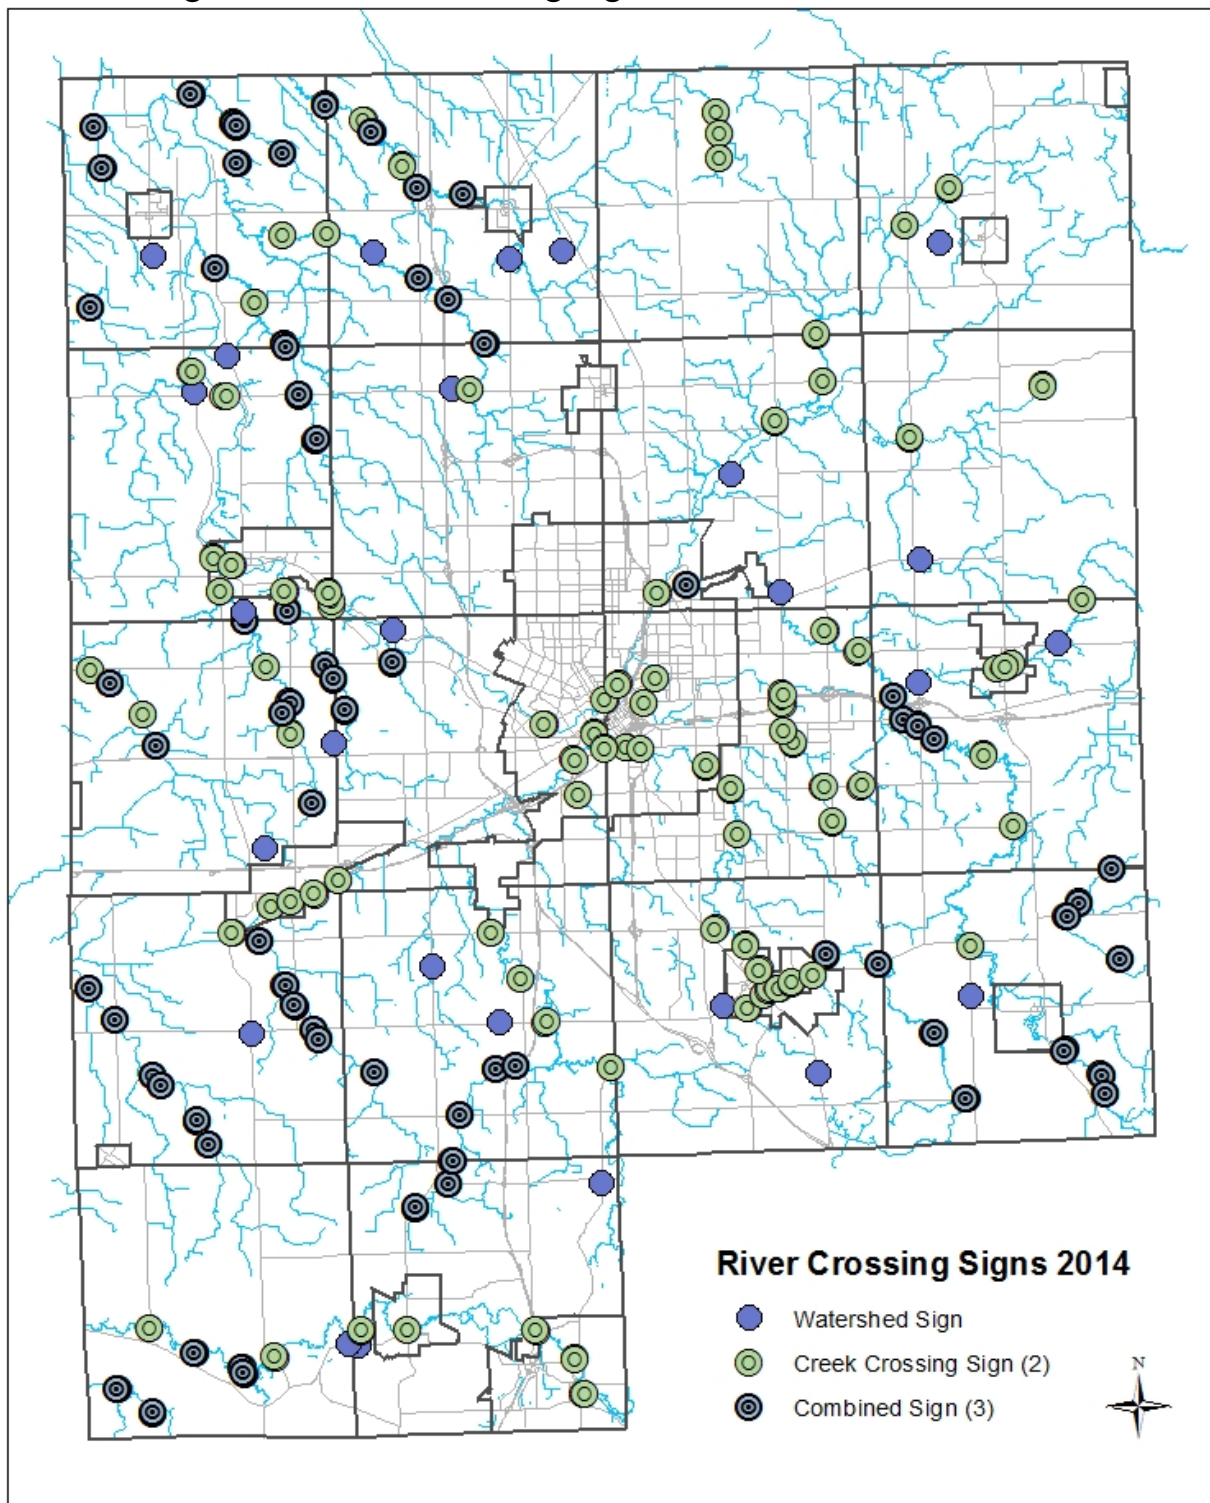 River Crossing Signs 2014
Watershed Sign
Creek Crossing Sign (2)
Combined Sign (3)
N